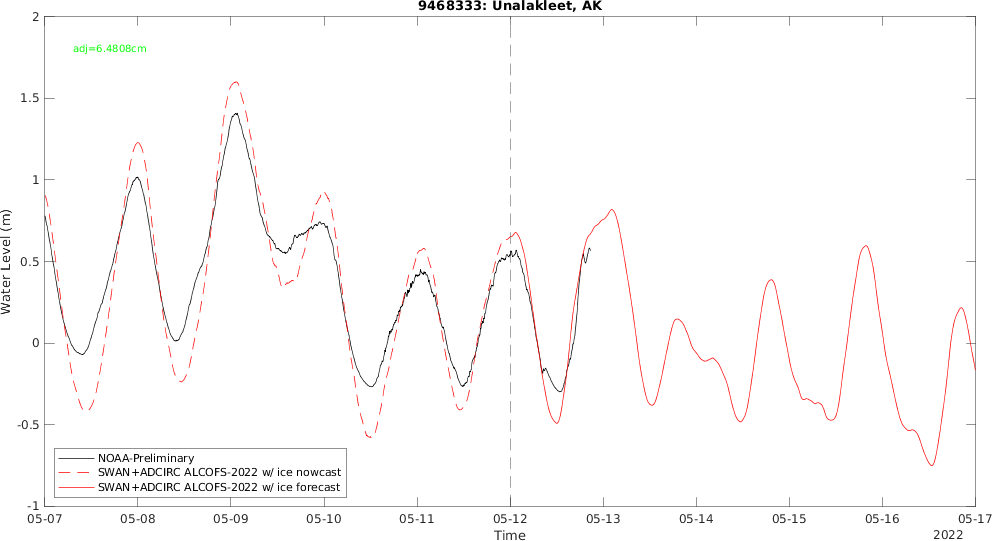 9468333: Unalakleet, AK
adj=6.4808cm
2
1.5
1
0.5
0
-0.5
-1
Water Level (m)
NOAA-Preliminary
SWAN+ADCIRC ALCOFS-2022 w/ ice nowcast
SWAN+ADCIRC ALCOFS-2022 w/ ice forecast
05-07 05-08 05-09 05-10 05-11 05-12 05-13 05-14 05-15 05-16 05-17
Time
2022